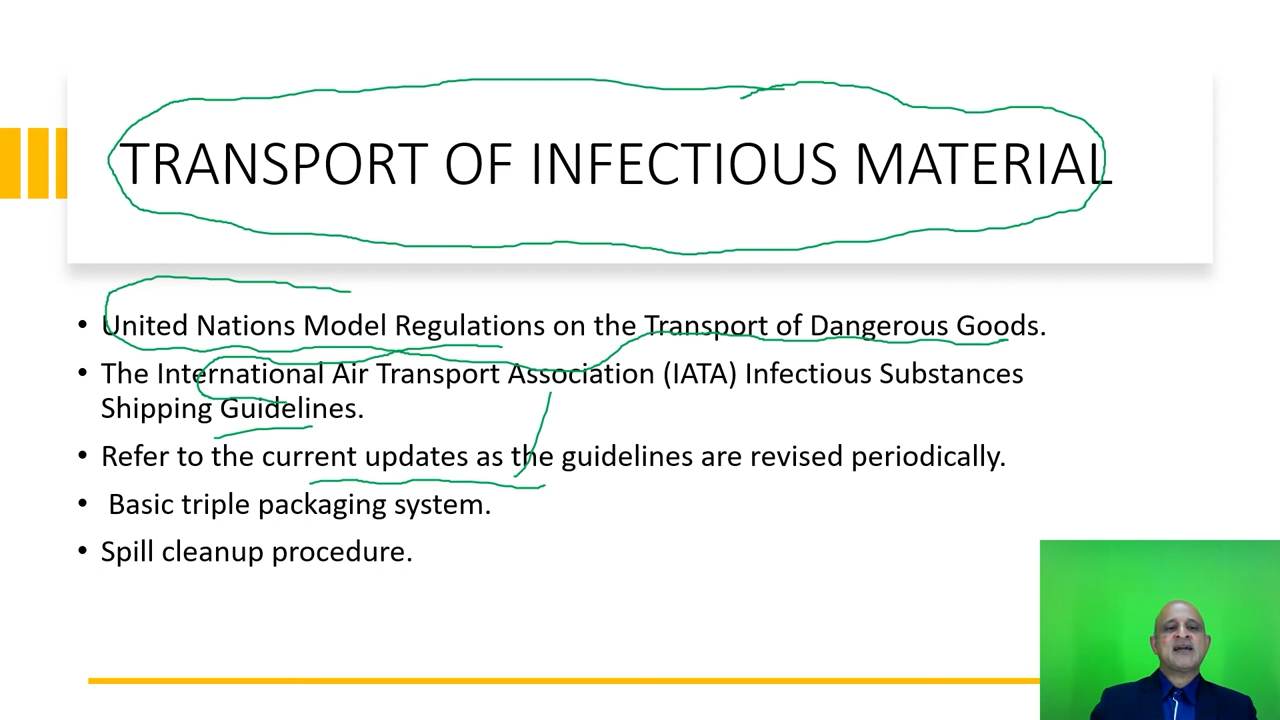 TRANSPORT OF INFECTIOUS MATERIAL
• United Nations Model Regulations on the Transport of Dangerous Goods.
• The International Air Transport Association (IATA) Infectious Substances
Shipping Guidelines.
• Refer to the current updates as the guidelines are revised periodically.
• Basic triple packaging system.
• Spill cleanup procedure.